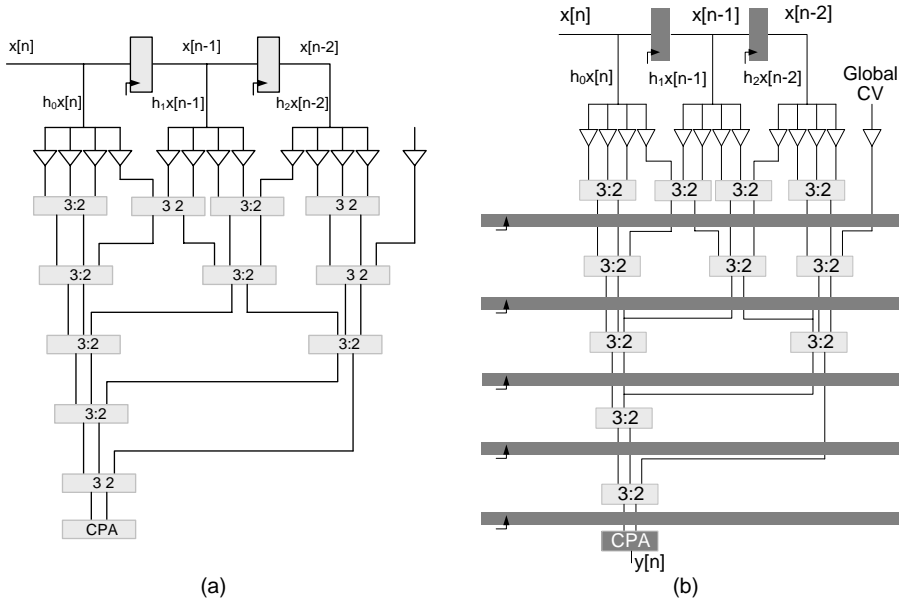 x[n]
x[n-1]
x[n-2]
h0x[n]
h1x[n-1]
h2x[n-2]
3:2
3 2
3:2
3 2
3:2
3:2
3 2
3:2
3:2
3:2
3 2
CPA
(a)
x[n]
x[n-1]
x[n-2]
Global
CV
h0x[n]
h1x[n-1]
h2x[n-2]
3:2
3:2
3:2
3:2
3:2
3:2
3:2
3:2
3:2
3:2
3:2
CPA
y[n]
(b)